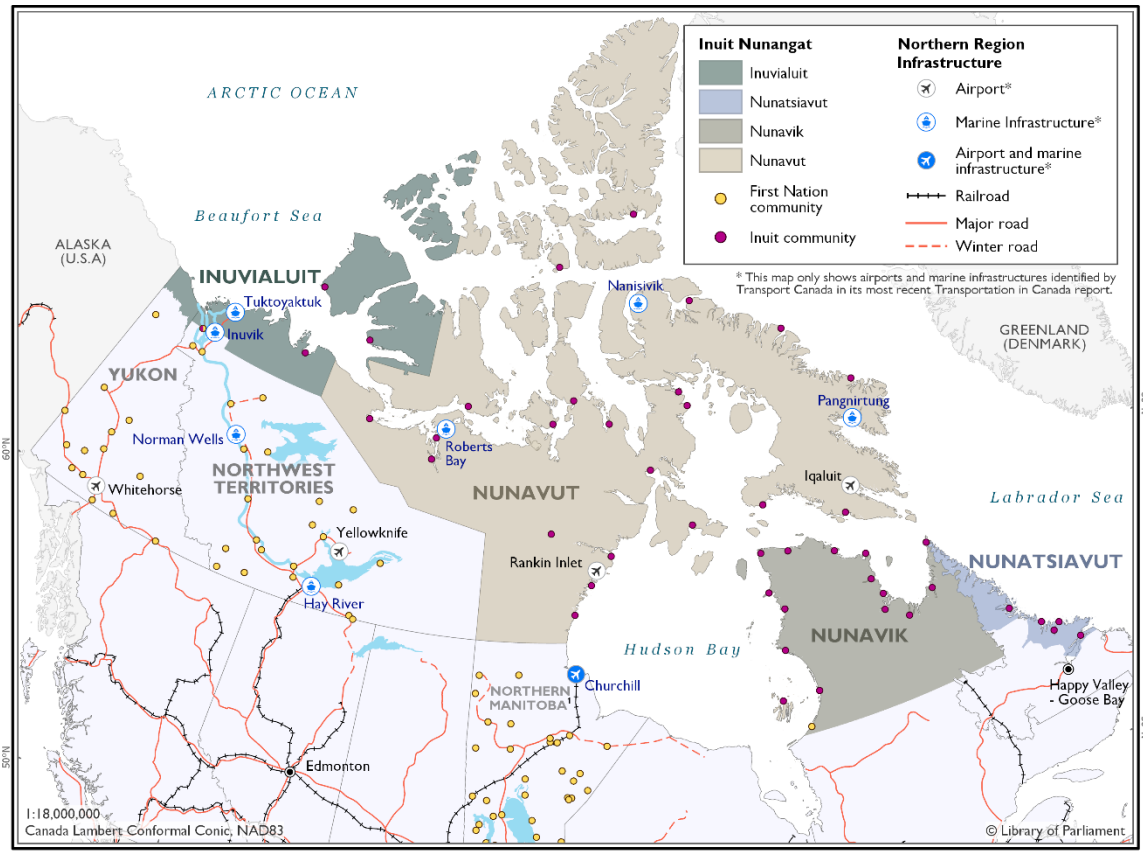 Inuit Nunangat
Inuvialuit
Nunatsiavut
Nunavik
Nunavut
First Nation
community
Inuit community
Northern Region
Infrastructure
Airport*
Marine Infrastructure*
Airport and marine
infrastructure*
Railroad
Major road
Winter road
* This map only shows airports and marine infrastructures identified by
Transport Canada in its most recent Transportation in Canada report.
ARCTIC OCEAN
Beaufort Sea
ALASKA
(U.S.A)
INUVIALUIT
Tuktoyaktuk
Inuvik
Nanisivik
GREENLAND
(DENMARK)
YUKON
Pangnirtung
Norman Wells
Roberts
Bay
60°N
NORTHWEST
TERRITORIES
Whitehorse
NUNAVUT
Iqaluit
Labrador Sea
Yellowknife
Rankin Inlet
NUNATSIAVUT
Hay River
NUNAVIK
Hudson Bay
Churchill
NORTHERN
MANITOBA¹
Happy Valley
- Goose Bay
50°N
Edmonton
1:18,000,000
Canada Lambert Conformal Conic, NAD83
© Library of Parliament